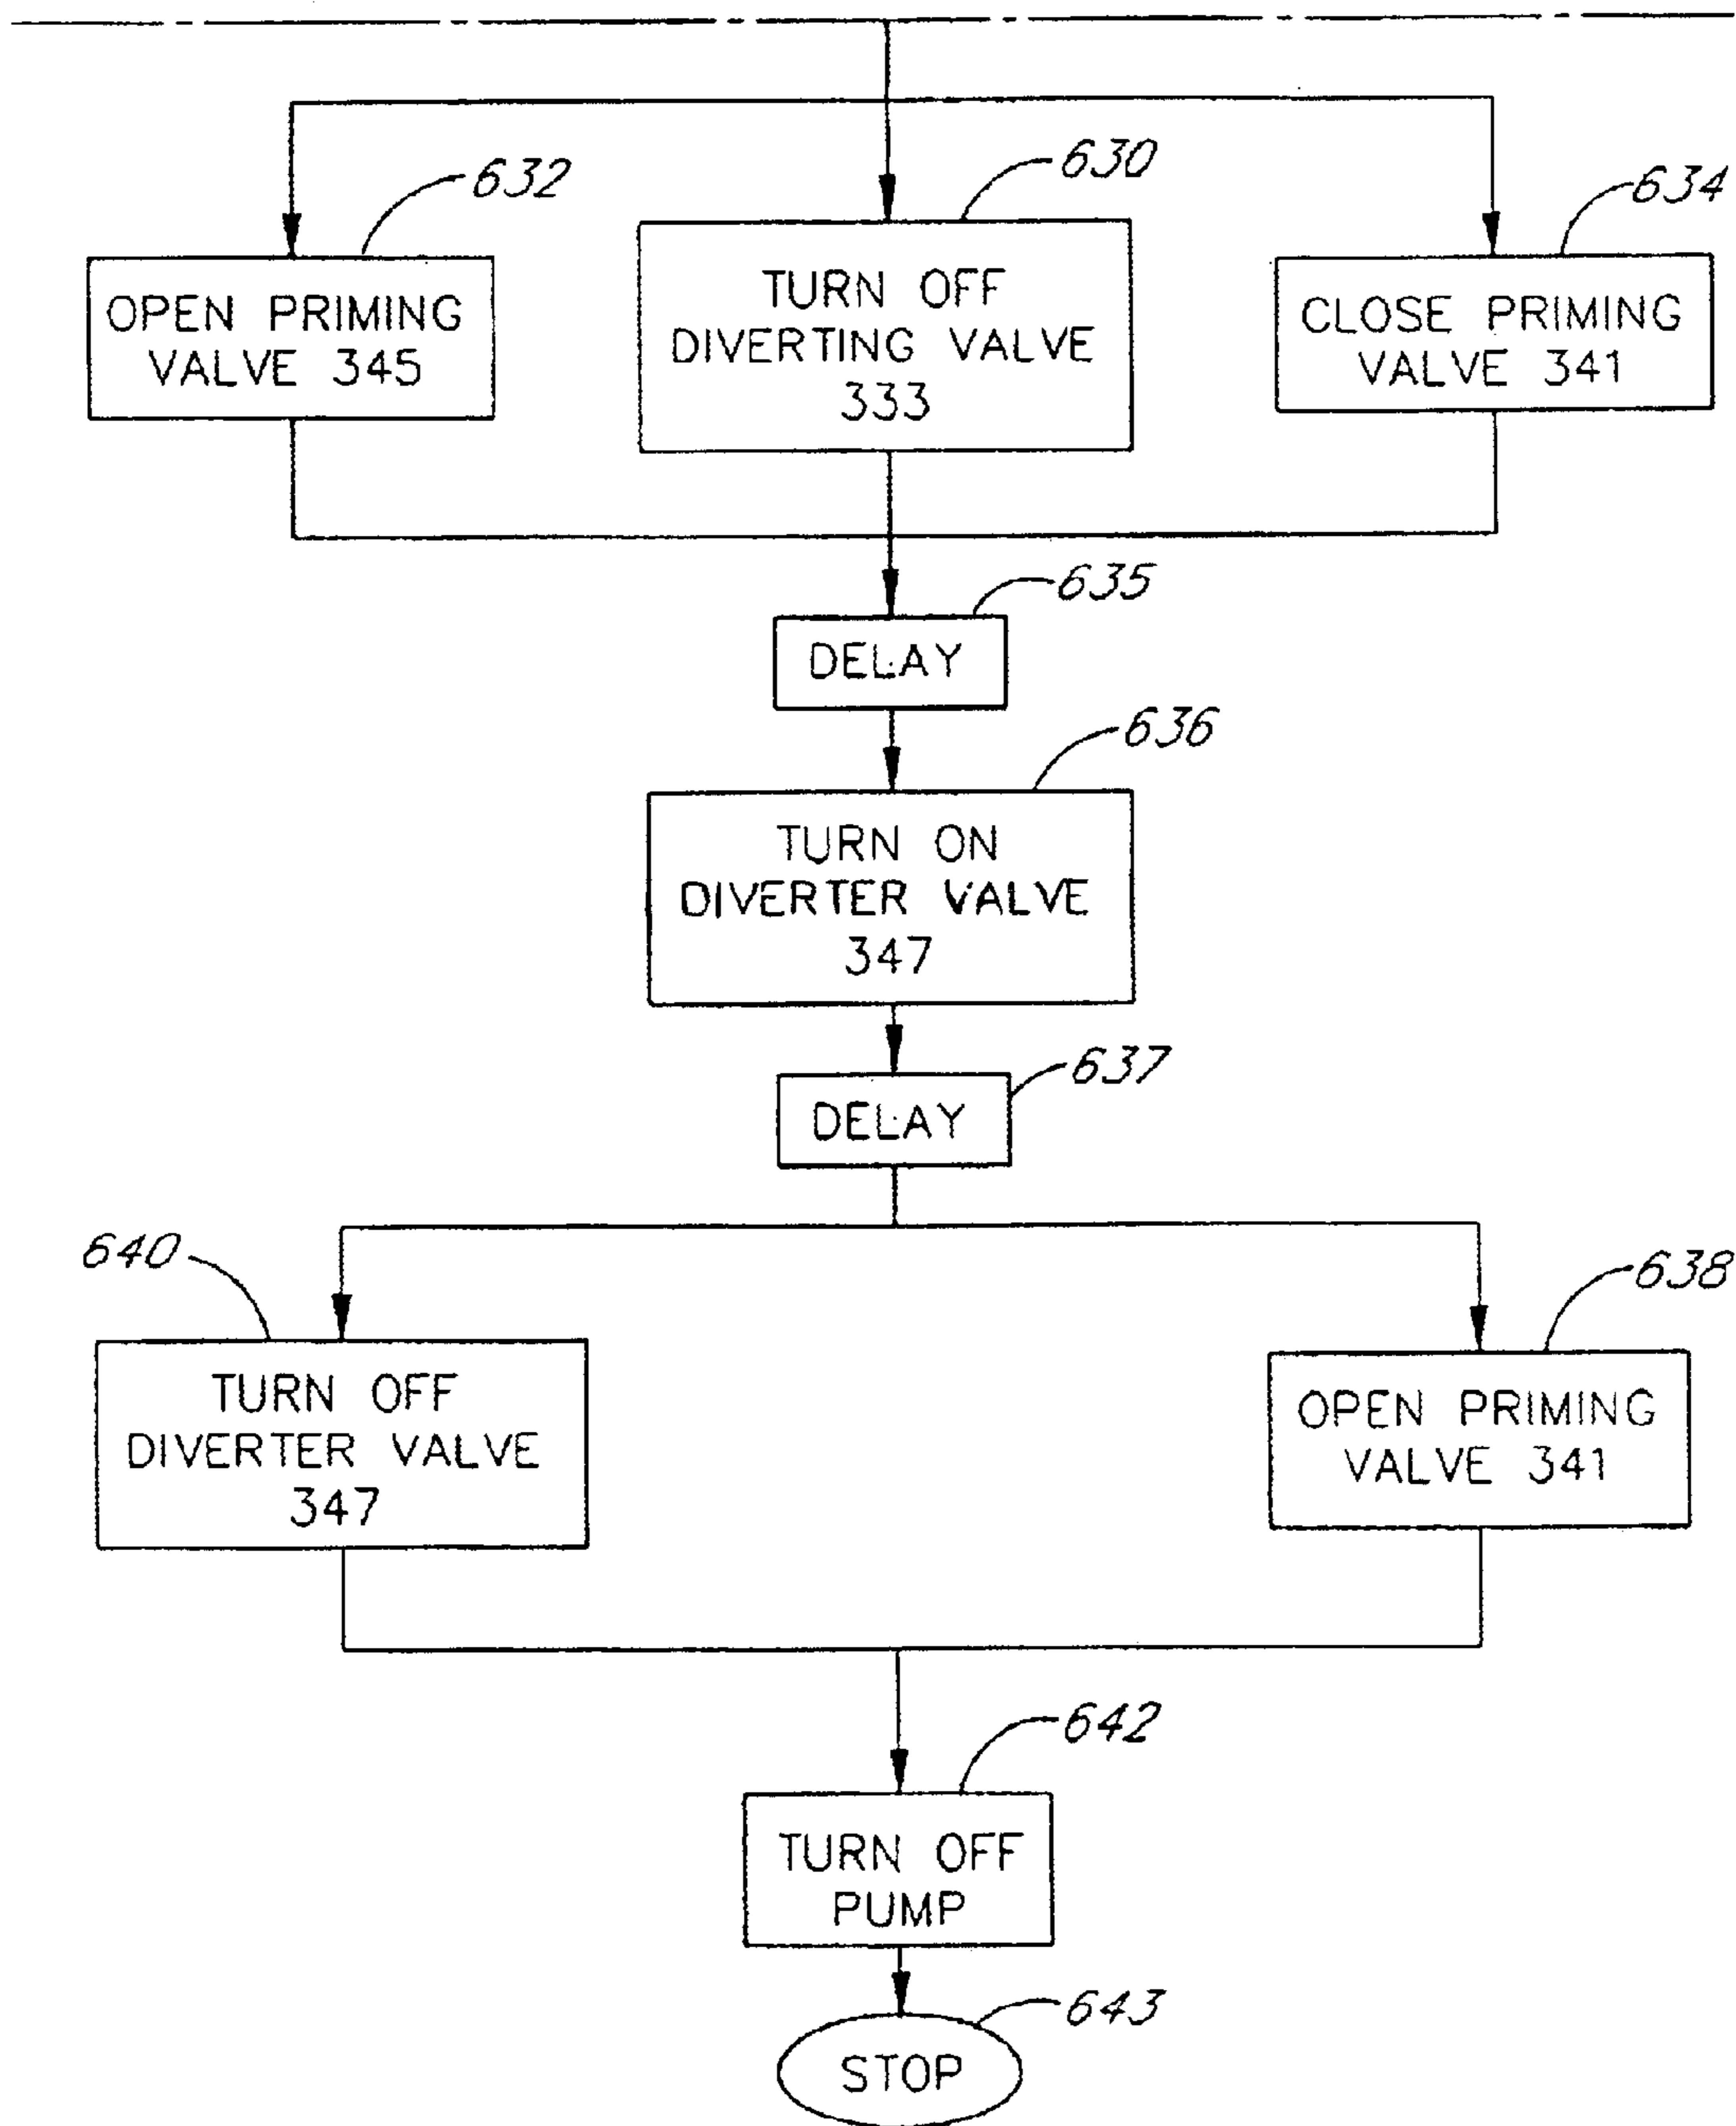 632
630
634
OPEN PRIMING
VALVE 345
TURN OFF
DIVERTING VALVE
333
CLOSE PRIMING
VALVE 341
635
DELAY
636
TURN ON
DIVERTER VALVE
347
637
DELAY
640
638
TURN OFF
DIVERTER VALVE
347
OPEN PRIMING
VALVE 341
642
TURN OFF
PUMP
643
STOP